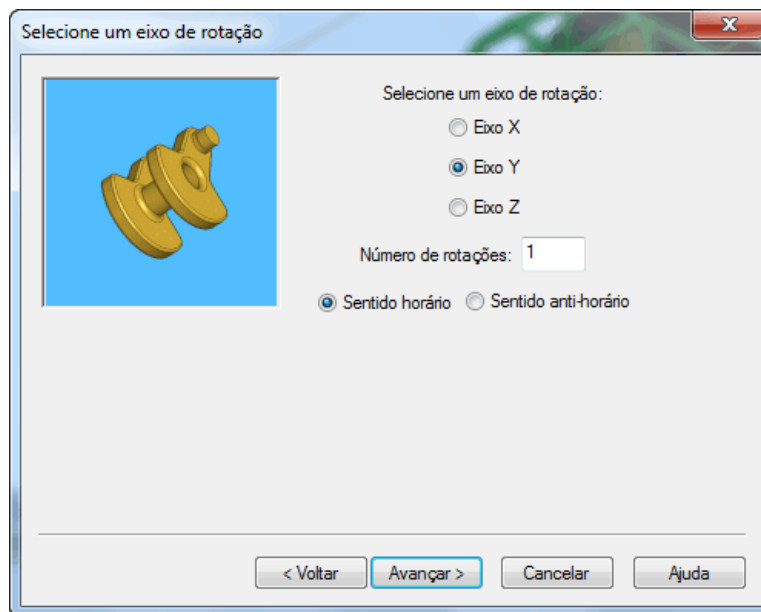 Selecione um eixo de rotação
Selecione um eixo de rotação:
Eixo X
Eixo Y
Eixo Z
Número de rotações: 1
Sentido horário Sentido anti-horário
< Voltar Avançar > Cancelar Ajuda